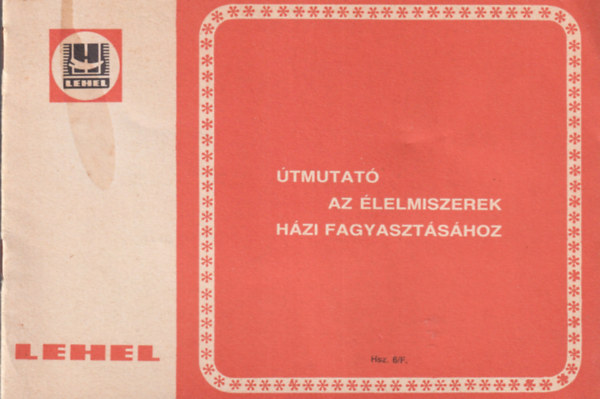 LEHEL
ÚTMUTATÓ
AZ ÉLELMISZEREK
HÁZI FAGYASZTÁSÁHOZ
LEHEL
Hsz. 6/F.